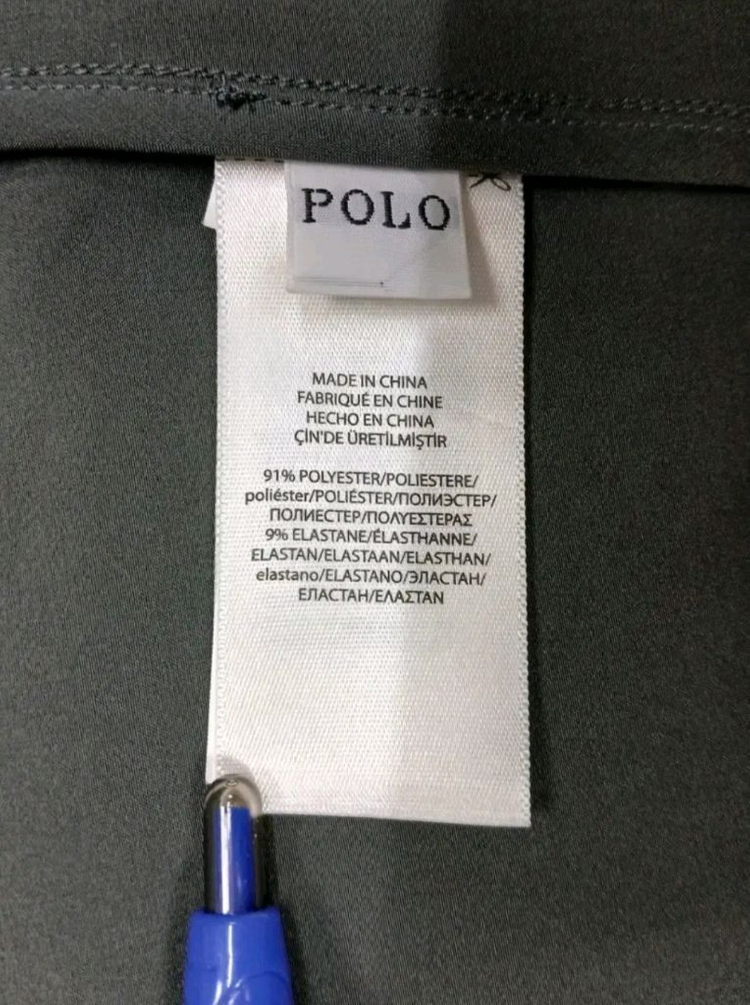 POLO
MADE IN CHINA
FABRIQUÉ EN CHINE
HECHO EN CHINA
ÇİN'DE ÜRETİLMİŞTİR
91% POLYESTER/POLIESTERE/
poliéster/POLIÉSTER/ПОЛИЭСТЕР/
ПОЛИЕСТЕР/ΠΟΛΥΕΣΤΕΡΑΣ
9% ELASTANE/ÉLASTHANNE/
ELASTAN/ELASTAAN/ELASTHAN/
elastano/ELASTANO/ЭЛАСТАН/
ЕЛАСТАН/ΕΛΑΣΤΑΝ